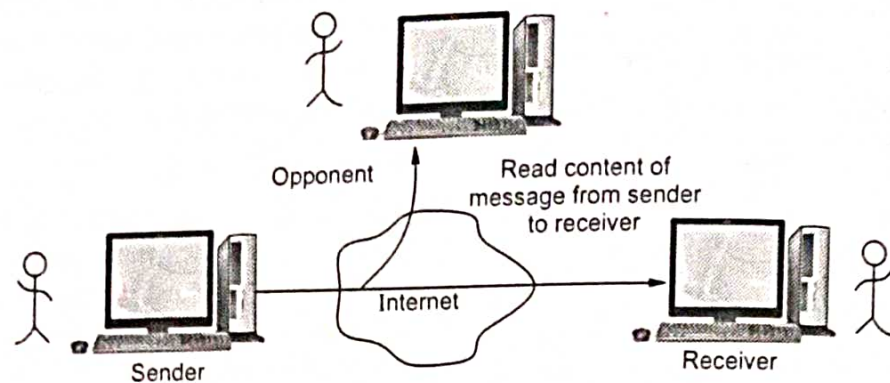 Opponent
Read content of
message from sender
to receiver
Internet
Sender
Receiver